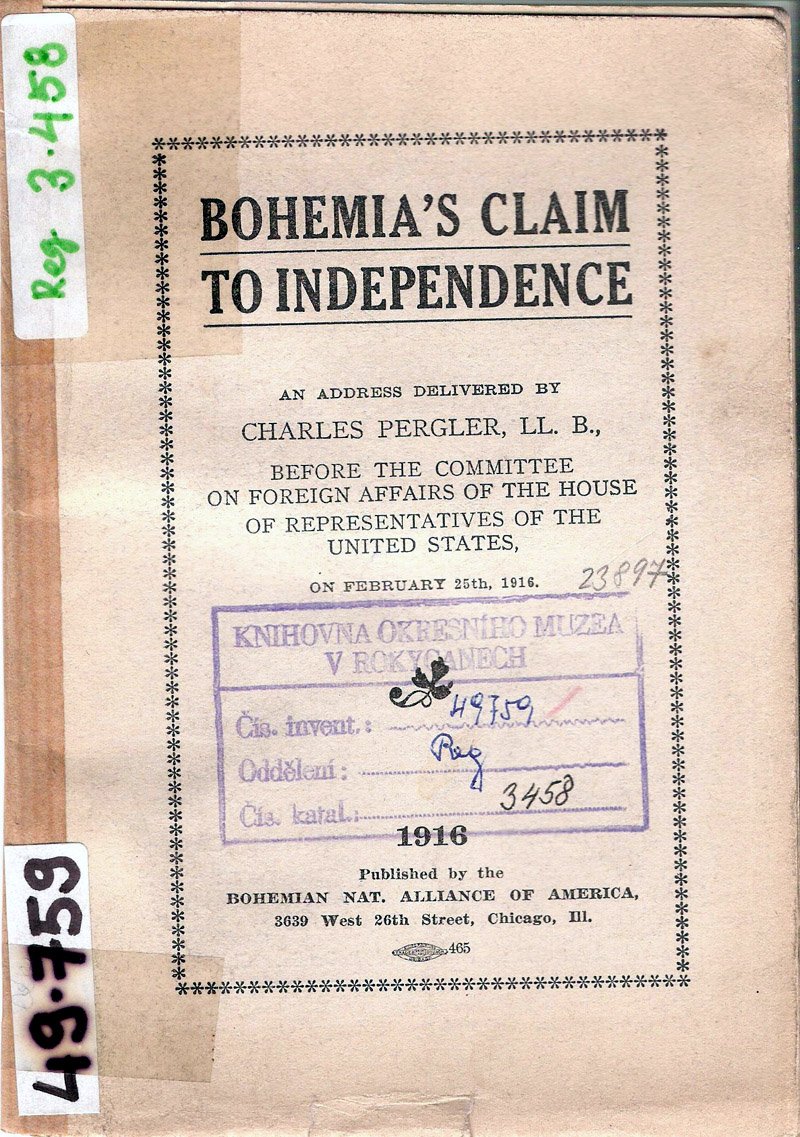 Reg. 3·458
BOHEMIA'S CLAIM
TO INDEPENDENCE
AN ADDRESS DELIVERED BY
CHARLES PERGLER, LL. B.,
BEFORE THE COMMITTEE
ON FOREIGN AFFAIRS OF THE HOUSE
OF REPRESENTATIVES OF THE
UNITED STATES,
ON FEBRUARY 25th, 1916.
23897
KNIHOVNA OKRESNÍHO MUZEA
V ROKYCANECH
Čís. invent.: 49759
Oddělení: Reg
Čís. katal.: 3458
1916
Published by the
BOHEMIAN NAT. ALLIANCE OF AMERICA,
3639 West 26th Street, Chicago, Ill.
465
49·759